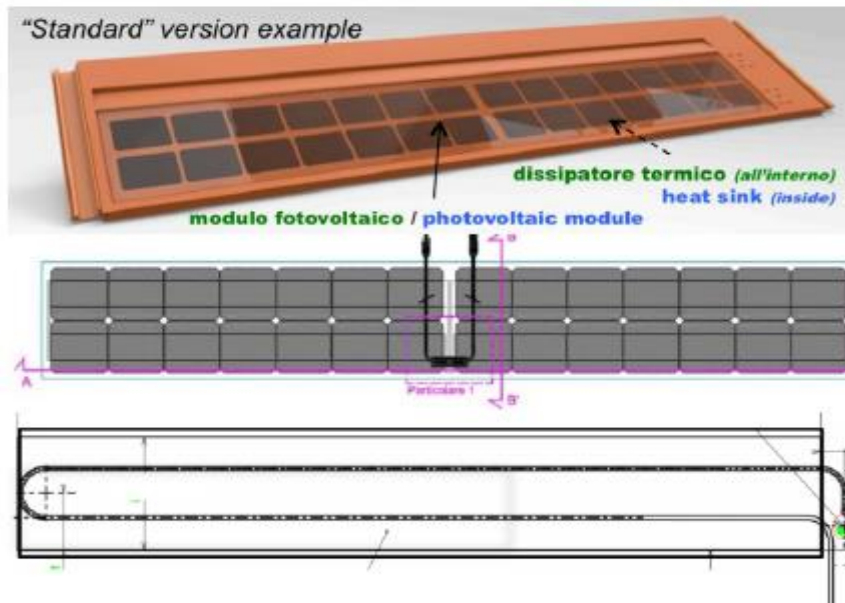 “Standard” version example
dissipatore termico (all'interno)
heat sink (inside)
modulo fotovoltaico / photovoltaic module
A
Particolare 1
B'